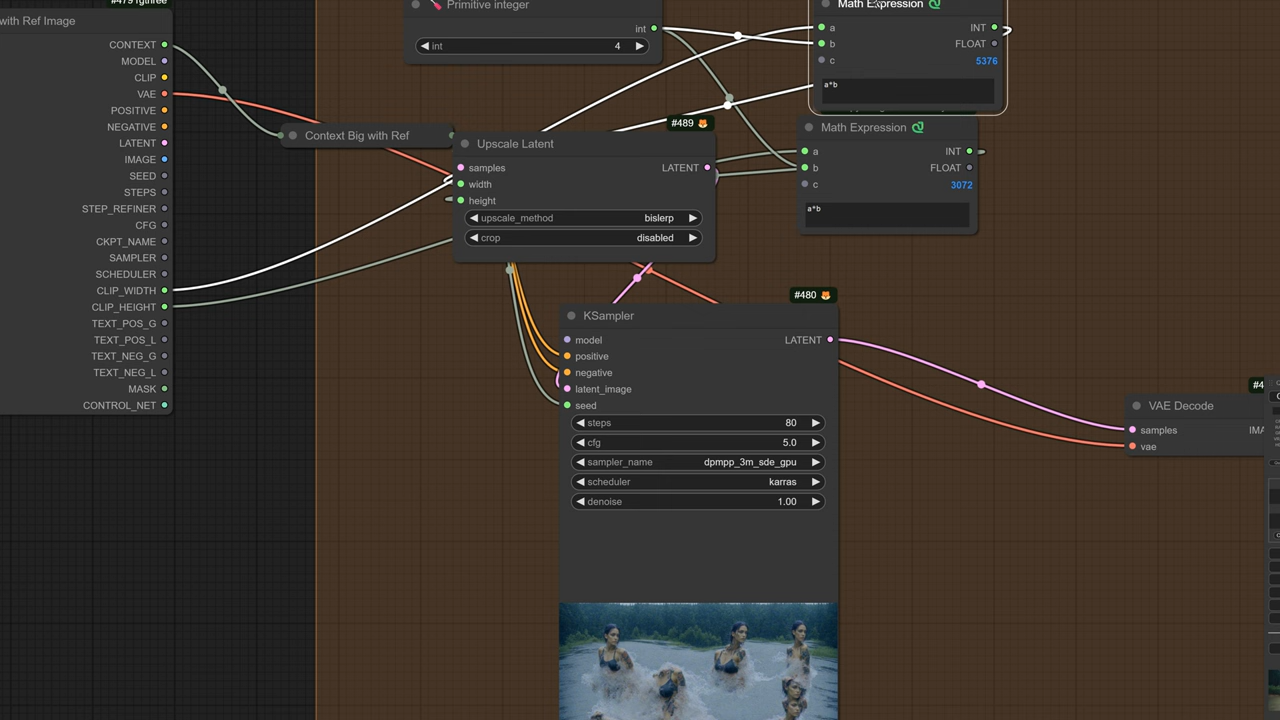 #479 rgthree
with Ref Image
CONTEXT
MODEL
CLIP
VAE
POSITIVE
NEGATIVE
LATENT
IMAGE
SEED
STEPS
STEP_REFINER
CFG
CKPT_NAME
SAMPLER
SCHEDULER
CLIP_WIDTH
CLIP_HEIGHT
TEXT_POS_G
TEXT_POS_L
TEXT_NEG_G
TEXT_NEG_L
MASK
CONTROL_NET
Context Big with Ref
Primitive integer
int
int 4
Math Expression
a INT
b FLOAT
c 5376
a*b
Math Expression
a INT
b FLOAT
c 3072
a*b
#489
Upscale Latent
samples LATENT
width
height
upscale_method bislerp
crop disabled
#480
KSampler
model LATENT
positive
negative
latent_image
seed
steps 80
cfg 5.0
sampler_name dpmpp_3m_sde_gpu
scheduler karras
denoise 1.00
#4
VAE Decode
samples IMA
vae